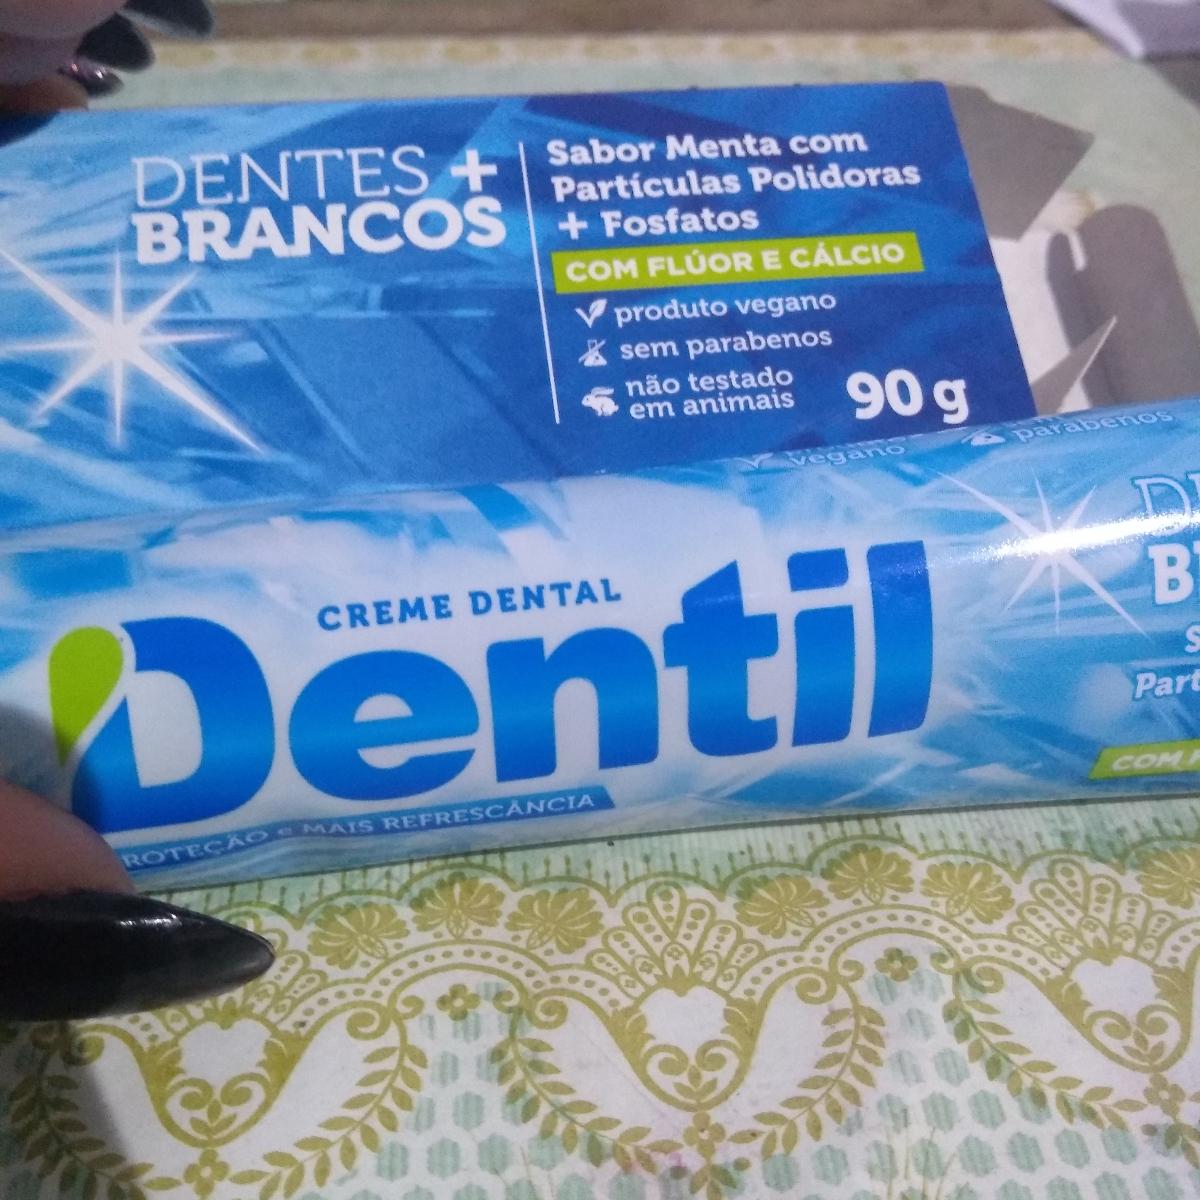 DENTES +
BRANCOS
Sabor Menta com
Partículas Polidoras
+ Fosfatos
COM FLÚOR E CÁLCIO
produto vegano
sem parabenos
não testado
em animais
90 g
vegano
parabenos
CREME DENTAL
Dentil
ROTEÇÃO e MAIS REFRESCÂNCIA